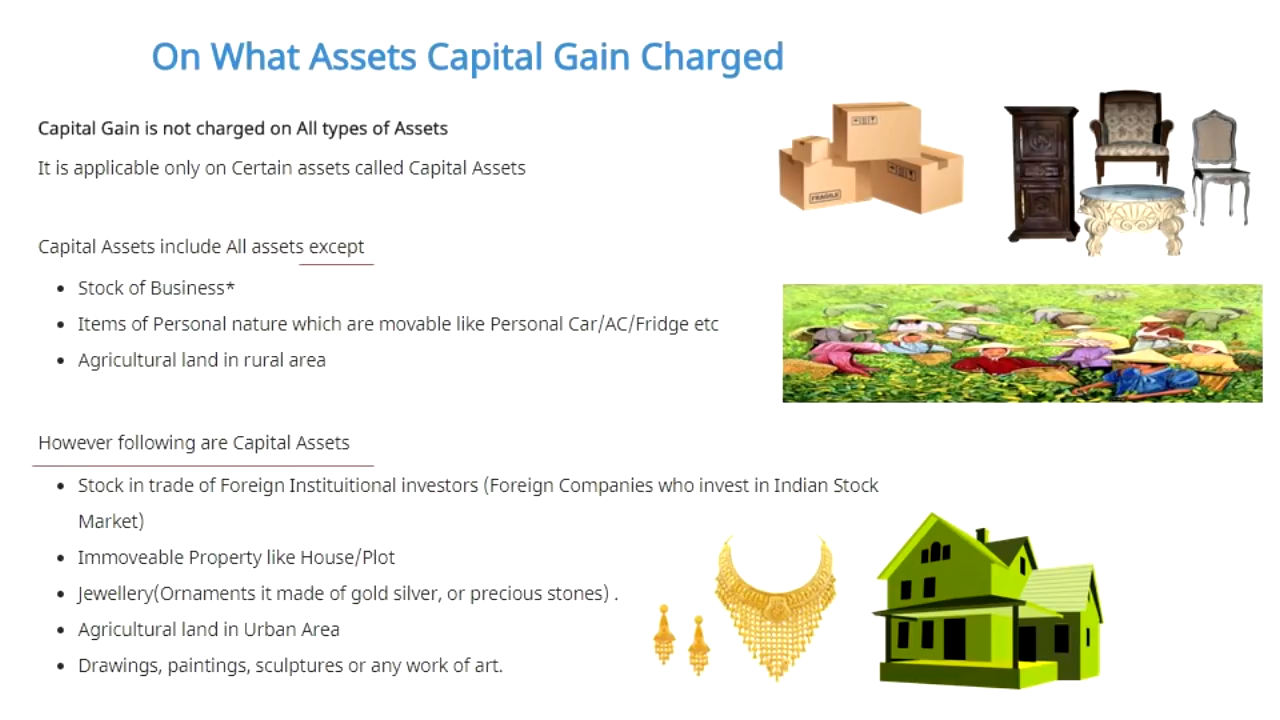 On What Assets Capital Gain Charged
Capital Gain is not charged on All types of Assets
It is applicable only on Certain assets called Capital Assets
Capital Assets include All assets except
Stock of Business*
Items of Personal nature which are movable like Personal Car/AC/Fridge etc
Agricultural land in rural area
However following are Capital Assets
Stock in trade of Foreign Instituitional investors (Foreign Companies who invest in Indian Stock
Market)
Immoveable Property like House/Plot
Jewellery(Ornaments it made of gold silver, or precious stones) .
Agricultural land in Urban Area
Drawings, paintings, sculptures or any work of art.
FRAGILE